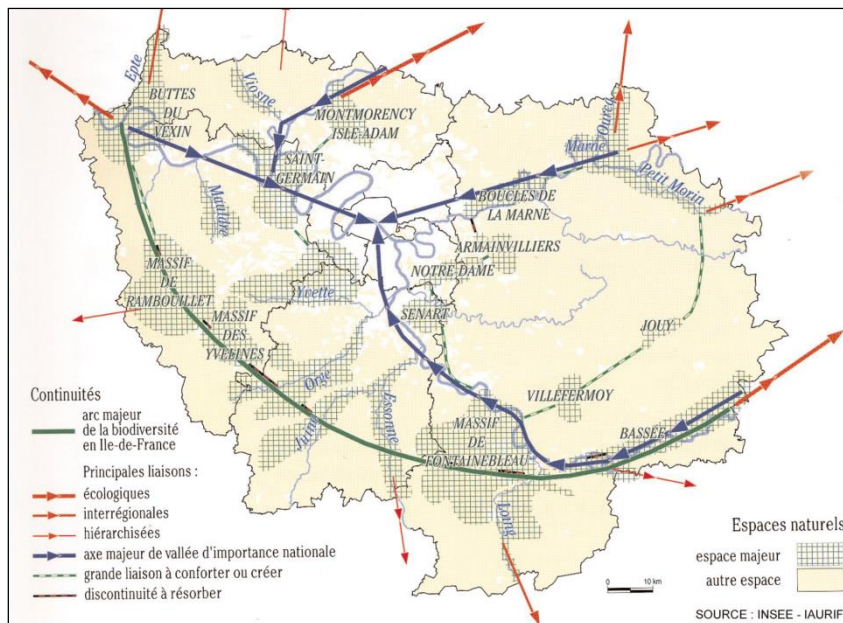 Epte
BUTTES
DU
VEXIN
Viosne
MONTMORENCY
ISLE-ADAM
SAINT-
GERMAIN
Mauldre
Ourcq
Marne
Petit Morin
BOUCLES DE
LA MARNE
ARMAINVILLIERS
NOTRE-DAME
MASSIF
DE
RAMBOUILLET
Yvette
SENART
MASSIF
DES
YVELINES
JOUY
Orge
Essonne
VILLEFERMOY
Juine
MASSIF
DE
FONTAINEBLEAU
BASSÉE
Loing
Continuités
arc majeur
de la biodiversité
en Ile-de-France
Principales liaisons :
écologiques
interrégionales
hiérarchisées
axe majeur de vallée d'importance nationale
grande liaison à conforter ou créer
discontinuité à résorber
0
10 km
Espaces naturels
espace majeur
autre espace
SOURCE : INSEE - IAURIF